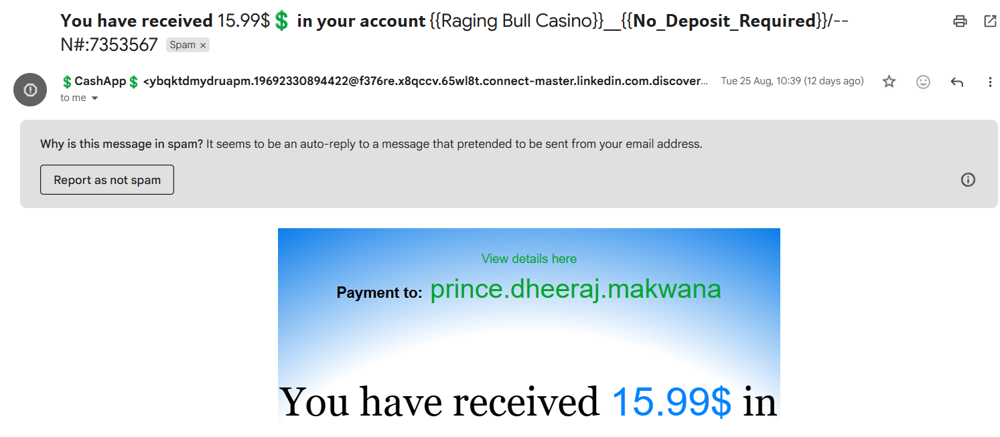 You have received 15.99$💲 in your account {{Raging Bull Casino}}__{{No_Deposit_Required}}/--
N#:7353567 Spam ×
💲CashApp💲 <ybqktdmydruapm.19692330894422@f376re.x8qccv.65wl8t.connect-master.linkedin.com.discover... Tue 25 Aug, 10:39 (12 days ago)
to me
Why is this message in spam? It seems to be an auto-reply to a message that pretended to be sent from your email address.
Report as not spam
View details here
Payment to: prince.dheeraj.makwana
You have received 15.99$ in